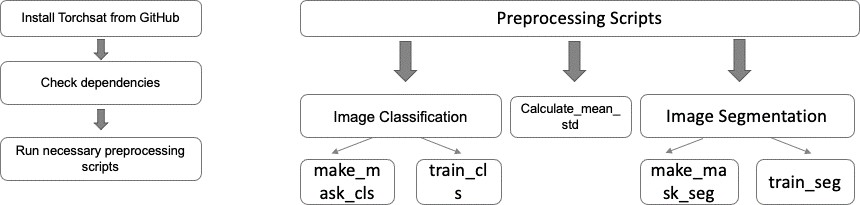 Install Torchsat from GitHub
Check dependencies
Run necessary preprocessing
scripts
Preprocessing Scripts
Image Classification
Calculate_mean_
std
Image Segmentation
make_m
ask_cls
train_cl
s
make_ma
sk_seg
train_seg